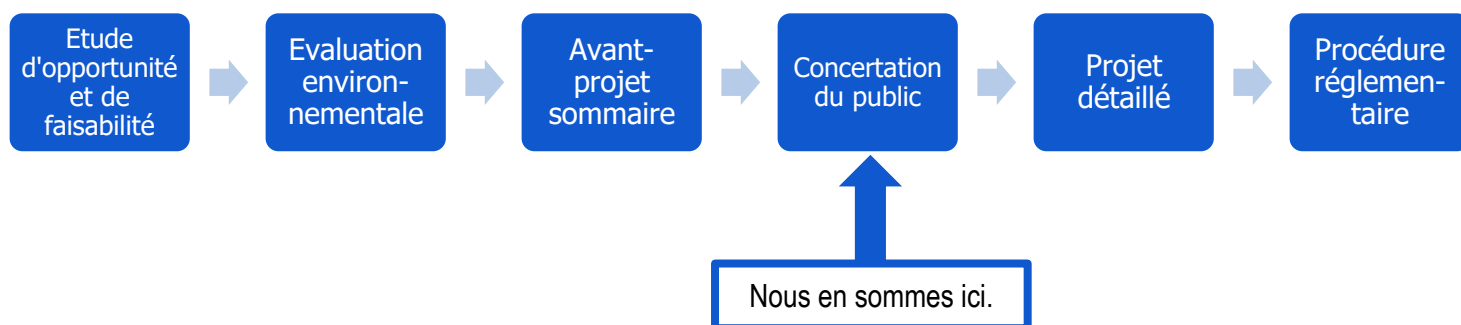 Etude
d'opportunité
et de
faisabilité
Evaluation
environ-
nementale
Avant-
projet
sommaire
Concertation
du public
Projet
détaillé
Procédure
réglemen-
taire
Nous en sommes ici.